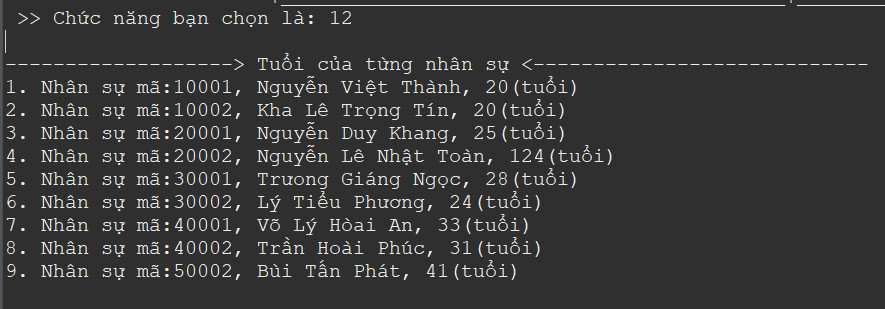 >> Chức năng bạn chọn là: 12
-------------------> Tuổi của từng nhân sự <----------------------------
1. Nhân sự mã:10001, Nguyễn Việt Thành, 20(tuổi)
2. Nhân sự mã:10002, Kha Lê Trọng Tín, 20(tuổi)
3. Nhân sự mã:20001, Nguyễn Duy Khang, 25(tuổi)
4. Nhân sự mã:20002, Nguyễn Lê Nhật Toàn, 124(tuổi)
5. Nhân sự mã:30001, Trương Giáng Ngọc, 28(tuổi)
6. Nhân sự mã:30002, Lý Tiểu Phương, 24(tuổi)
7. Nhân sự mã:40001, Võ Lý Hòai An, 33(tuổi)
8. Nhân sự mã:40002, Trần Hoài Phúc, 31(tuổi)
9. Nhân sự mã:50002, Bùi Tấn Phát, 41(tuổi)